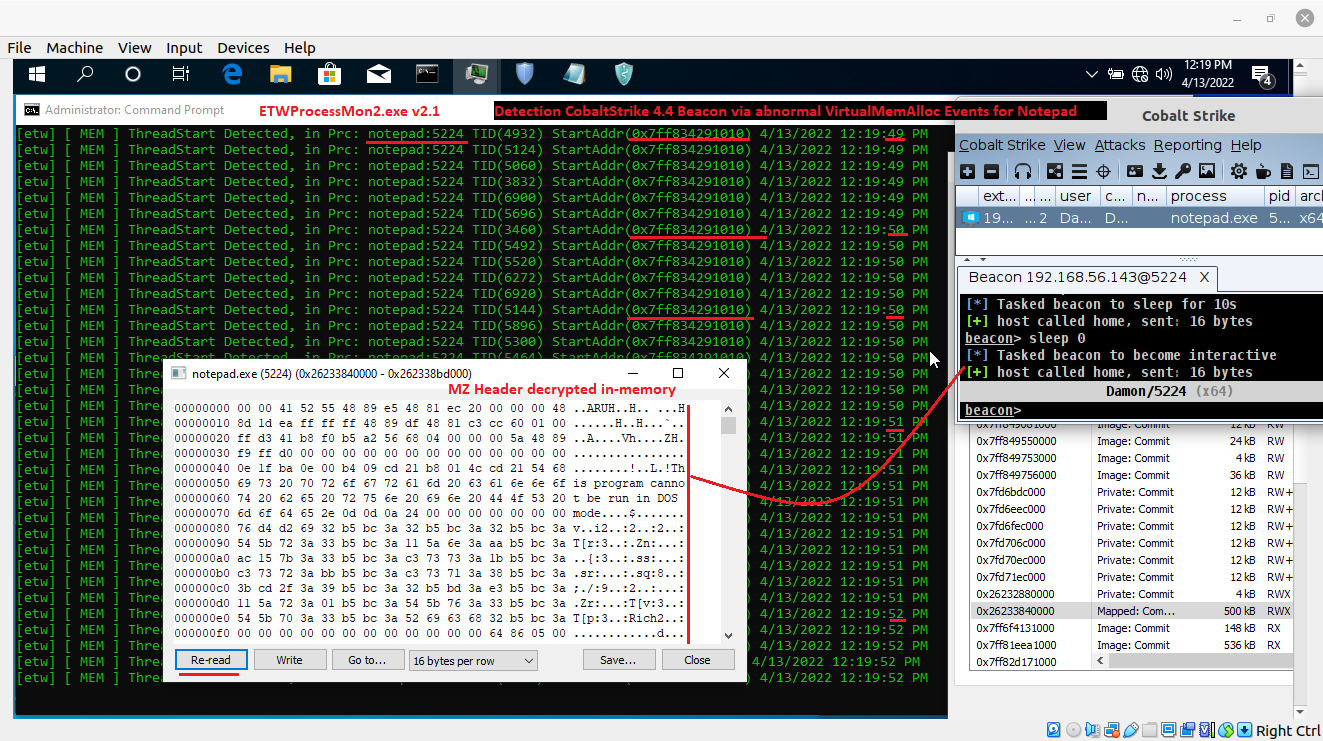 File Machine View Input Devices Help
12:19 PM
4/13/2022
4
Administrator: Command Prompt
ETWProcessMon2.exe v2.1
Detection CobaltStrike 4.4 Beacon via abnormal VirtualMemAlloc Events for Notepad
[etw] [ MEM ] ThreadStart Detected, in Prc: notepad:5224 TID(4932) StartAddr(0x7ff834291010) 4/13/2022 12:19:49 PM
[etw] [ MEM ] ThreadStart Detected, in Prc: notepad:5224 TID(5124) StartAddr(0x7ff834291010) 4/13/2022 12:19:49 PM
[etw] [ MEM ] ThreadStart Detected, in Prc: notepad:5224 TID(5060) StartAddr(0x7ff834291010) 4/13/2022 12:19:49 PM
[etw] [ MEM ] ThreadStart Detected, in Prc: notepad:5224 TID(3832) StartAddr(0x7ff834291010) 4/13/2022 12:19:49 PM
[etw] [ MEM ] ThreadStart Detected, in Prc: notepad:5224 TID(6900) StartAddr(0x7ff834291010) 4/13/2022 12:19:49 PM
[etw] [ MEM ] ThreadStart Detected, in Prc: notepad:5224 TID(5696) StartAddr(0x7ff834291010) 4/13/2022 12:19:49 PM
[etw] [ MEM ] ThreadStart Detected, in Prc: notepad:5224 TID(3460) StartAddr(0x7ff834291010) 4/13/2022 12:19:50 PM
[etw] [ MEM ] ThreadStart Detected, in Prc: notepad:5224 TID(5492) StartAddr(0x7ff834291010) 4/13/2022 12:19:50 PM
[etw] [ MEM ] ThreadStart Detected, in Prc: notepad:5224 TID(5520) StartAddr(0x7ff834291010) 4/13/2022 12:19:50 PM
[etw] [ MEM ] ThreadStart Detected, in Prc: notepad:5224 TID(6272) StartAddr(0x7ff834291010) 4/13/2022 12:19:50 PM
[etw] [ MEM ] ThreadStart Detected, in Prc: notepad:5224 TID(6920) StartAddr(0x7ff834291010) 4/13/2022 12:19:50 PM
[etw] [ MEM ] ThreadStart Detected, in Prc: notepad:5224 TID(5144) StartAddr(0x7ff834291010) 4/13/2022 12:19:50 PM
[etw] [ MEM ] ThreadStart Detected, in Prc: notepad:5224 TID(5896) StartAddr(0x7ff834291010) 4/13/2022 12:19:50 PM
[etw] [ MEM ] ThreadStart Detected, in Prc: notepad:5224 TID(5300) StartAddr(0x7ff834291010) 4/13/2022 12:19:50 PM
[etw] [ MEM ] ThreadStart Detected, in Prc: notepad:5224 TID(5464) StartAddr(0x7ff834291010) 4/13/2022 12:19:50 PM
[etw] [ MEM ] Threa ) 4/13/2022 12:19:50 PM
[etw] [ MEM ] Threa ) 4/13/2022 12:19:50 PM
[etw] [ MEM ] Threa ) 4/13/2022 12:19:50 PM
[etw] [ MEM ] Threa ) 4/13/2022 12:19:51 PM
[etw] [ MEM ] Threa ) 4/13/2022 12:19:51 PM
[etw] [ MEM ] Threa ) 4/13/2022 12:19:51 PM
[etw] [ MEM ] Threa ) 4/13/2022 12:19:51 PM
[etw] [ MEM ] Threa ) 4/13/2022 12:19:51 PM
[etw] [ MEM ] Threa ) 4/13/2022 12:19:51 PM
[etw] [ MEM ] Threa ) 4/13/2022 12:19:51 PM
[etw] [ MEM ] Threa ) 4/13/2022 12:19:51 PM
[etw] [ MEM ] Threa ) 4/13/2022 12:19:51 PM
[etw] [ MEM ] Threa ) 4/13/2022 12:19:51 PM
[etw] [ MEM ] Threa ) 4/13/2022 12:19:51 PM
[etw] [ MEM ] Threa ) 4/13/2022 12:19:52 PM
[etw] [ MEM ] Threa ) 4/13/2022 12:19:52 PM
[etw] [ MEM ] Threa ) 4/13/2022 12:19:52 PM
[etw] [ MEM ] Threa ) 4/13/2022 12:19:52 PM
[etw] [ MEM ] Threa ) 4/13/2022 12:19:52 PM
notepad.exe (5224) (0x26233840000 - 0x262338bd000)
MZ Header decrypted in-memory
00000000 00 00 41 52 55 48 89 e5 48 81 ec 20 00 00 00 48 ..ARUH..H.. ...H
00000010 8d 1d ea ff ff ff 48 89 df 48 81 c3 cc 60 01 00 ......H..H...`..
00000020 ff d3 41 b8 f0 b5 a2 56 68 04 00 00 00 5a 48 89 ..A....Vh....ZH.
00000030 f9 ff d0 00 00 00 00 00 00 00 00 00 00 00 00 00 ................
00000040 0e 1f ba 0e 00 b4 09 cd 21 b8 01 4c cd 21 54 68 ........!..L.!Th
00000050 69 73 20 70 72 6f 67 72 61 6d 20 63 61 6e 6e 6f is program canno
00000060 74 20 62 65 20 72 75 6e 20 69 6e 20 44 4f 53 20 t be run in DOS
00000070 6d 6f 64 65 2e 0d 0d 0a 24 00 00 00 00 00 00 00 mode....$.......
00000080 76 d4 d2 69 32 b5 bc 3a 32 b5 bc 3a 32 b5 bc 3a v..i2..:2..:2..:
00000090 54 5b 72 3a 33 b5 bc 3a 11 5a 6e 3a aa b5 bc 3a T[r:3..:.Zn:...:
000000a0 ac 15 7b 3a 33 b5 bc 3a c3 73 73 3a 1b b5 bc 3a ..{:3..:.ss:...:
000000b0 c3 73 72 3a bb b5 bc 3a c3 73 71 3a 38 b5 bc 3a .sr:...:.sq:8..:
000000c0 3b cd 2f 3a 39 b5 bc 3a 32 b5 bd 3a e3 b5 bc 3a ;./:9..:2..:...:
000000d0 11 5a 72 3a 01 b5 bc 3a 54 5b 76 3a 33 b5 bc 3a .Zr:...:T[v:3..:
000000e0 54 5b 70 3a 33 b5 bc 3a 52 69 63 68 32 b5 bc 3a T[p:3..:Rich2..:
000000f0 00 00 00 00 00 00 00 00 00 00 00 00 64 86 05 00 ............d...
Re-read Write Go to... 16 bytes per row Save... Close
Cobalt Strike
Cobalt Strike View Attacks Reporting Help
ext... ... ... user c... n... process pid arch
19... ... 2 Da... D... notepad.exe 5... x64
Beacon 192.168.56.143@5224 X
[*] Tasked beacon to sleep for 10s
[+] host called home, sent: 16 bytes
beacon> sleep 0
[*] Tasked beacon to become interactive
[+] host called home, sent: 16 bytes
Damon/5224 (x64)
beacon>
0x7ff849550000 Image: Commit 24 kB RW
0x7ff849753000 Image: Commit 4 kB RW
0x7ff849756000 Image: Commit 36 kB RW
0x7fd6bdc000 Private: Commit 12 kB RW+
0x7fd6eec000 Private: Commit 12 kB RW+
0x7fd6fec000 Private: Commit 12 kB RW+
0x7fd706c000 Private: Commit 12 kB RW+
0x7fd70ec000 Private: Commit 12 kB RW+
0x7fd71ec000 Private: Commit 12 kB RW+
0x26232880000 Private: Commit 4 kB RWX
0x26233840000 Mapped: Com... 500 kB RWX
0x7ff6f4131000 Image: Commit 148 kB RX
0x7ff81eea1000 Image: Commit 536 kB RX
0x7ff82d171000
Right Ctrl